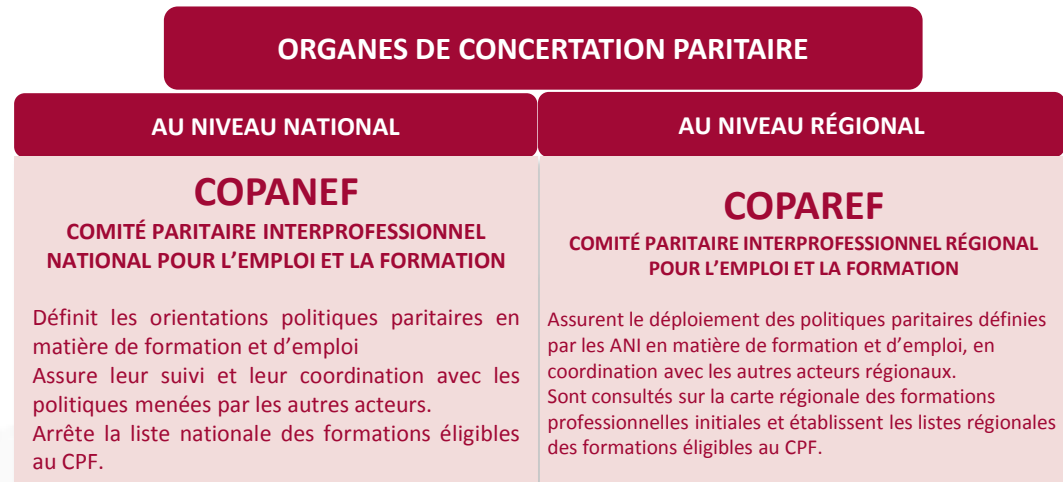 ORGANES DE CONCERTATION PARITAIRE
AU NIVEAU NATIONAL
COPANEF
COMITÉ PARITAIRE INTERPROFESSIONNEL
NATIONAL POUR L’EMPLOI ET LA FORMATION
Définit les orientations politiques paritaires en
matière de formation et d’emploi
Assure leur suivi et leur coordination avec les
politiques menées par les autres acteurs.
Arrête la liste nationale des formations éligibles
au CPF.
AU NIVEAU RÉGIONAL
COPAREF
COMITÉ PARITAIRE INTERPROFESSIONNEL RÉGIONAL
POUR L’EMPLOI ET LA FORMATION
Assurent le déploiement des politiques paritaires définies
par les ANI en matière de formation et d’emploi, en
coordination avec les autres acteurs régionaux.
Sont consultés sur la carte régionale des formations
professionnelles initiales et établissent les listes régionales
des formations éligibles au CPF.